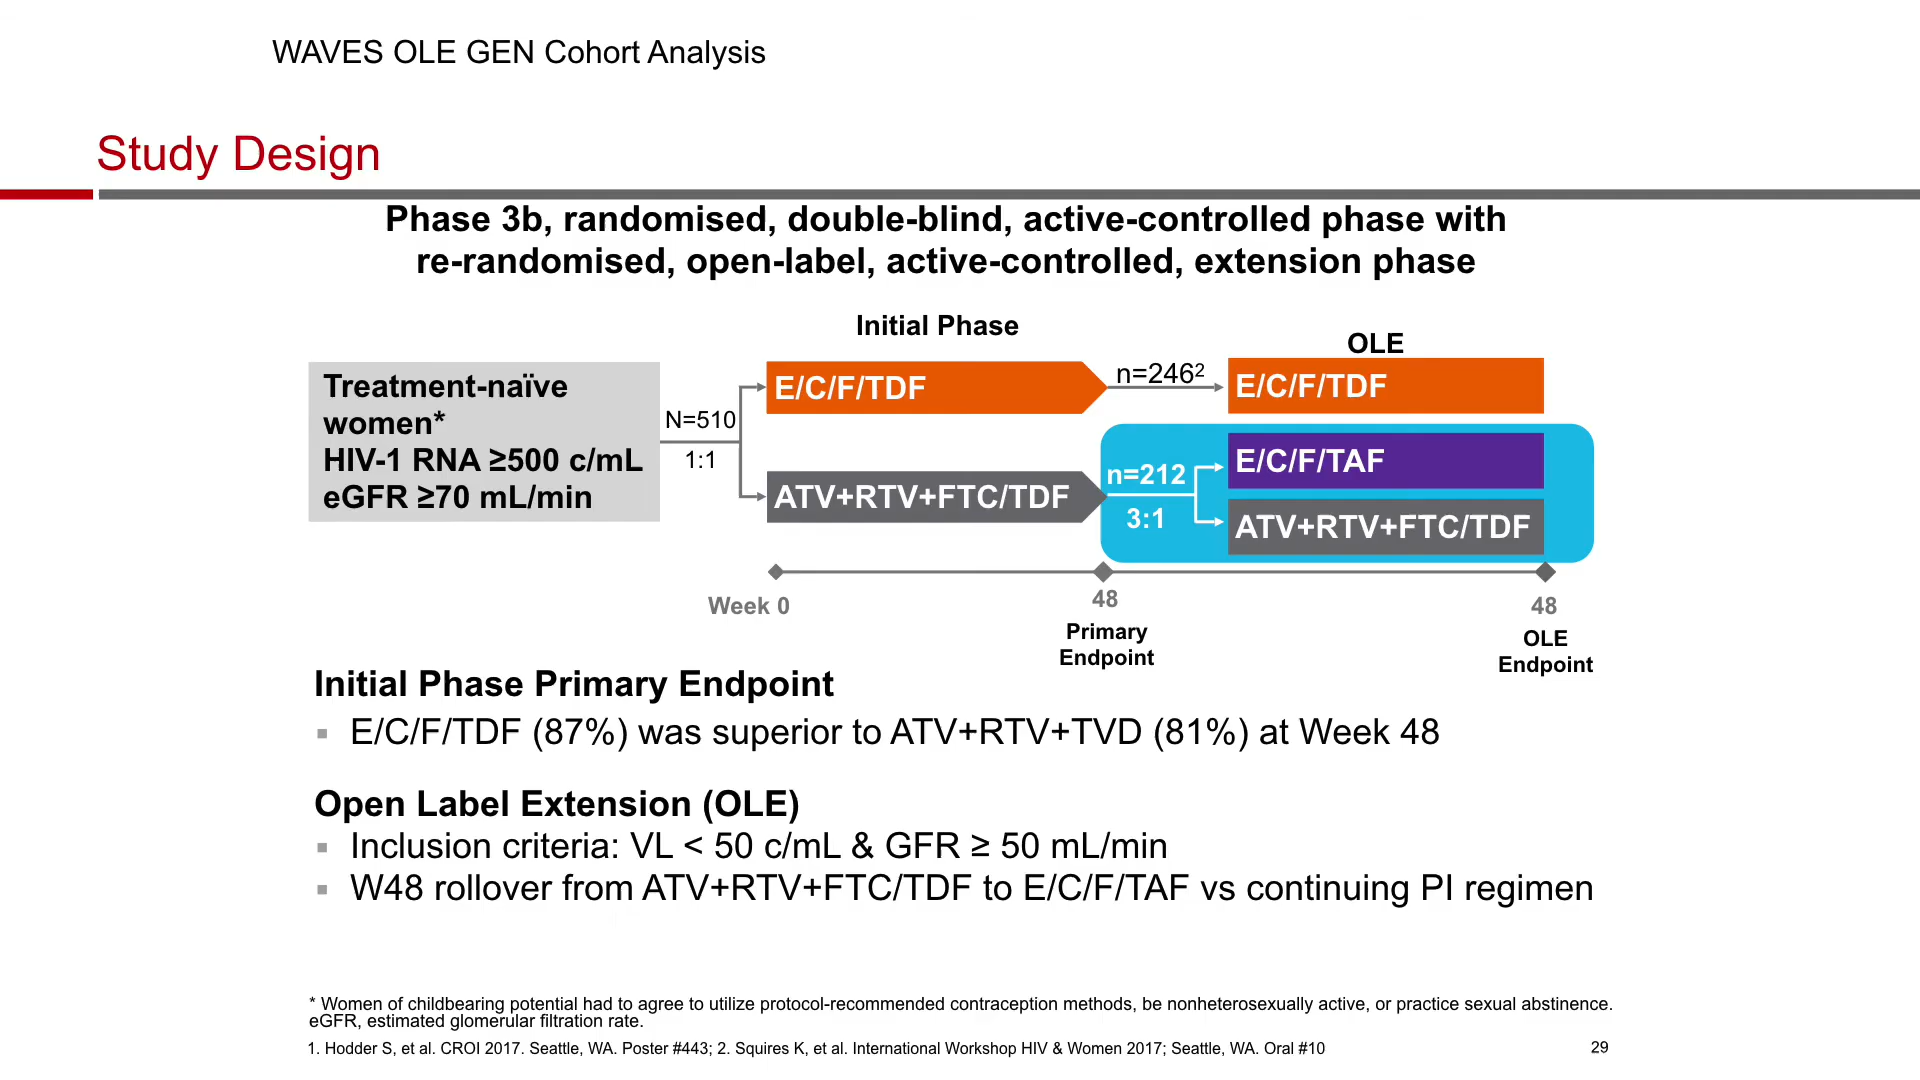 WAVES OLE GEN Cohort Analysis
Study Design
Phase 3b, randomised, double-blind, active-controlled phase with
re-randomised, open-label, active-controlled, extension phase
Initial Phase
OLE
Treatment-naïve
women*
HIV-1 RNA ≥500 c/mL
eGFR ≥70 mL/min
N=510
1:1
E/C/F/TDF
n=246²
E/C/F/TDF
ATV+RTV+FTC/TDF
n=212
3:1
E/C/F/TAF
ATV+RTV+FTC/TDF
Week 0
48
Primary
Endpoint
48
OLE
Endpoint
Initial Phase Primary Endpoint
▪ E/C/F/TDF (87%) was superior to ATV+RTV+TVD (81%) at Week 48
Open Label Extension (OLE)
▪ Inclusion criteria: VL < 50 c/mL & GFR ≥ 50 mL/min
▪ W48 rollover from ATV+RTV+FTC/TDF to E/C/F/TAF vs continuing PI regimen
* Women of childbearing potential had to agree to utilize protocol-recommended contraception methods, be nonheterosexually active, or practice sexual abstinence.
eGFR, estimated glomerular filtration rate.
1. Hodder S, et al. CROI 2017. Seattle, WA. Poster #443; 2. Squires K, et al. International Workshop HIV & Women 2017; Seattle, WA. Oral #10
29